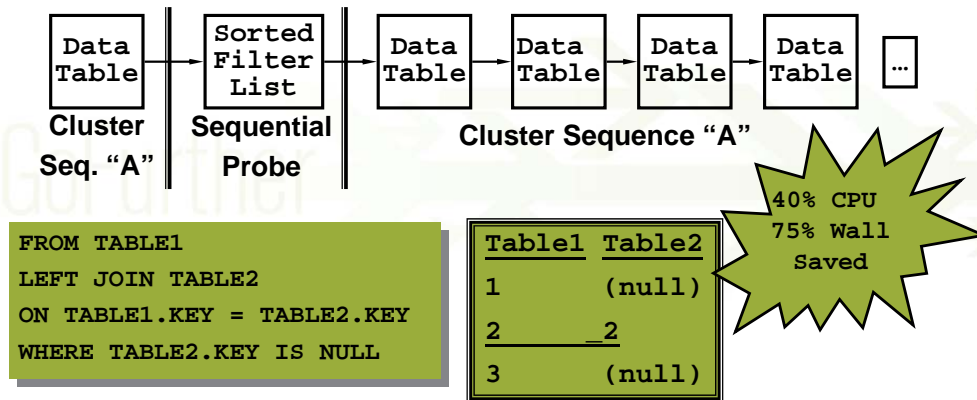 Data Table
Sorted Filter List
Data Table
Data Table
Data Table
Data Table
...
Cluster Seq. “A”
Sequential Probe
Cluster Sequence “A”
GoFurther
40% CPU
75% Wall
Saved
FROM TABLE1
LEFT JOIN TABLE2
ON TABLE1.KEY = TABLE2.KEY
WHERE TABLE2.KEY IS NULL
Table1 Table2
1 (null)
2 _2
3 (null)